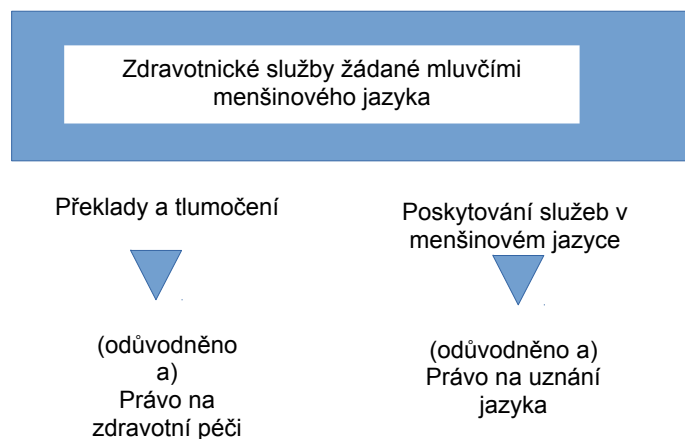 Zdravotnické služby žádané mluvčími
menšinového jazyka
Překlady a tlumočení
Poskytování služeb v
menšinovém jazyce
(odůvodněno
a)
Právo na
zdravotní péči
(odůvodněno a)
Právo na uznání
jazyka